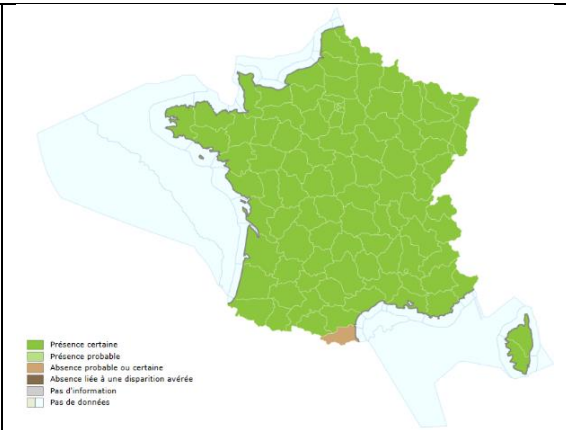 Présence certaine
Présence probable
Absence probable ou certaine
Absence liée à une disparition avérée
Pas d'information
Pas de données